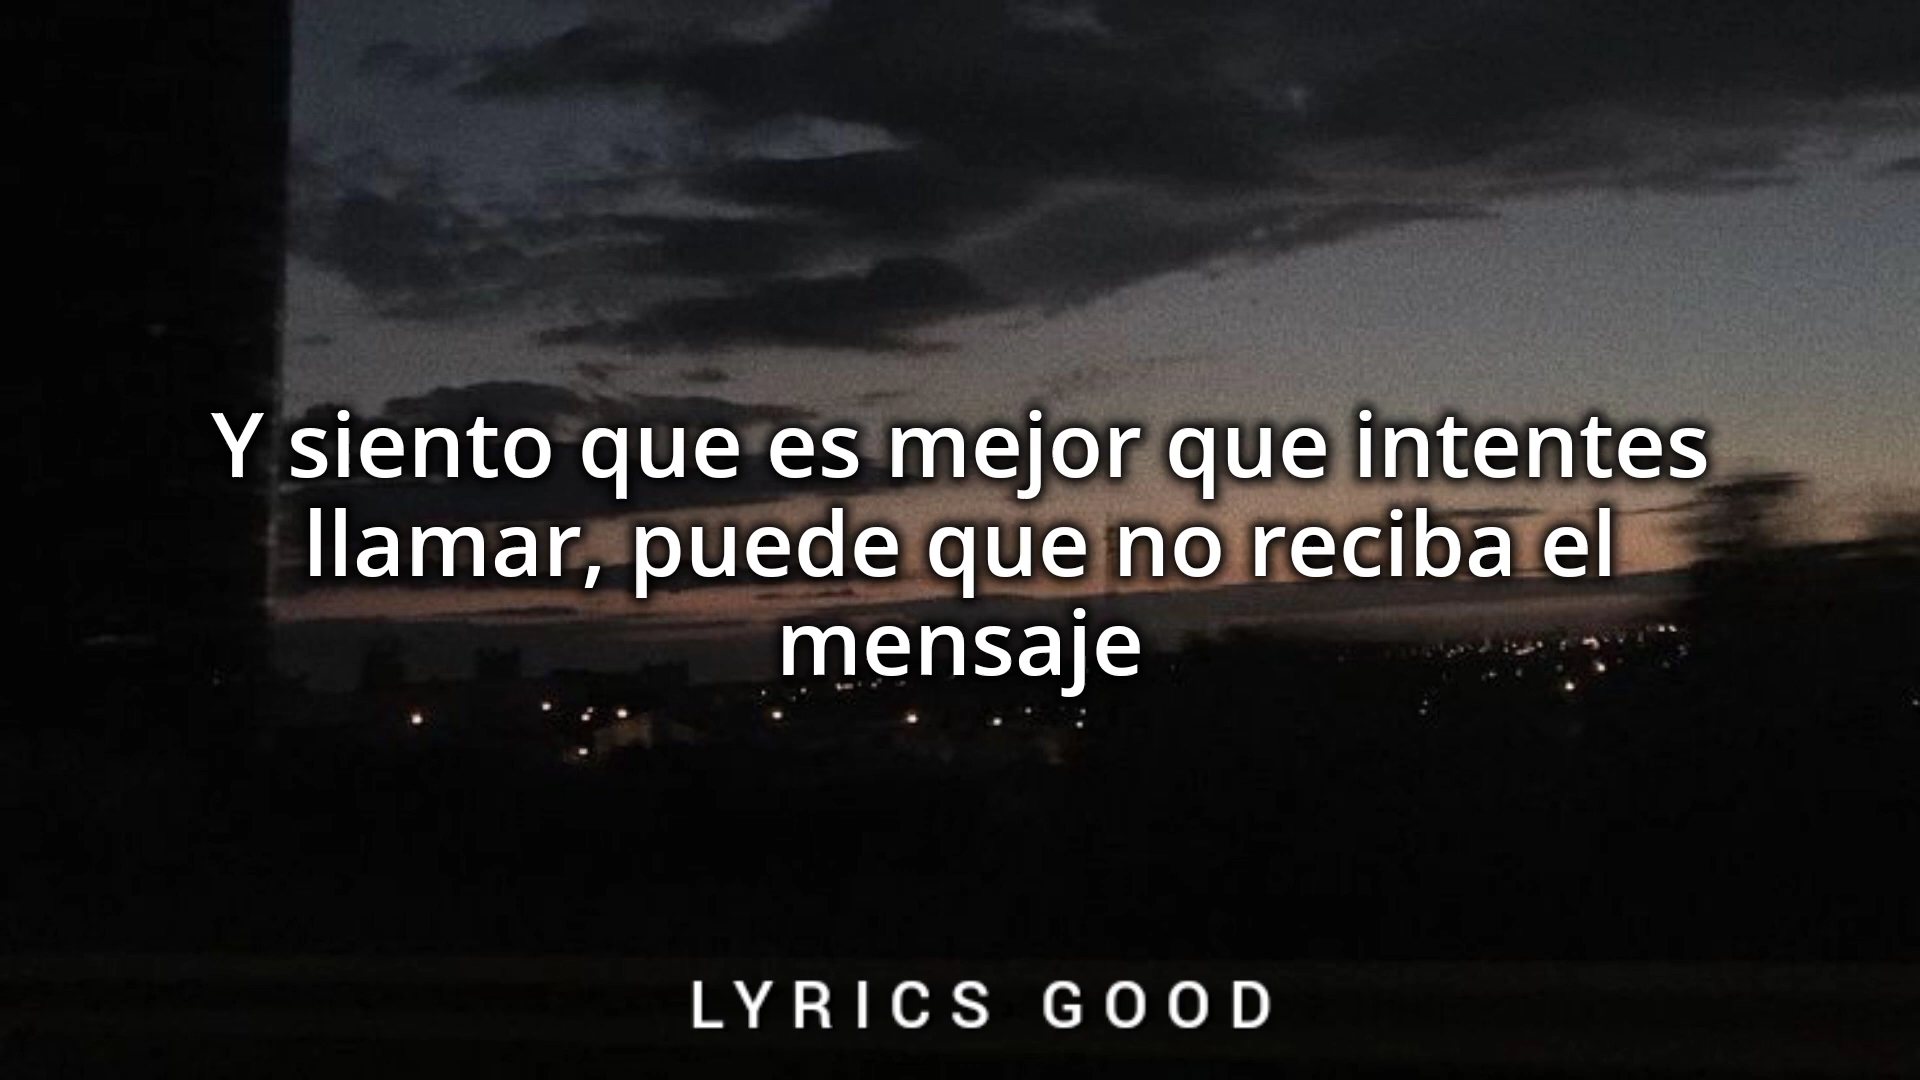 Y siento que es mejor que intentes
llamar, puede que no reciba el
mensaje
LYRICS GOOD